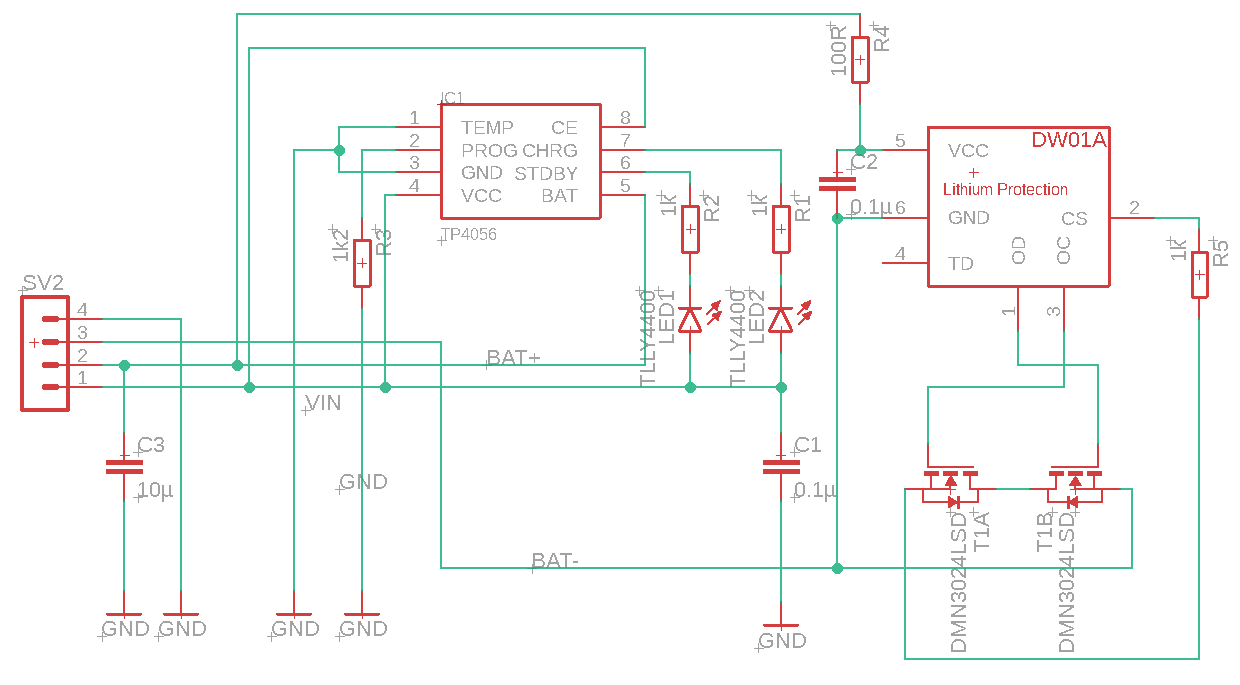 100R
R4
IC1
1
TEMP
CE
8
2
PROG
CHRG
7
3
GND
STDBY
6
4
VCC
BAT
5
TP4056
DW01A
5
VCC
Lithium Protection
C2
0.1µ
6
GND
CS
2
4
TD
OD
OC
1
3
1k
R5
1k
R2
1k
R1
1k2
R3
TLLY4400
LED1
TLLY4400
LED2
SV2
4
3
2
1
BAT+
VIN
C3
10µ
GND
C1
0.1µ
BAT-
DMN3024LSD
T1A
T1B
DMN3024LSD
GND
GND
GND
GND
GND